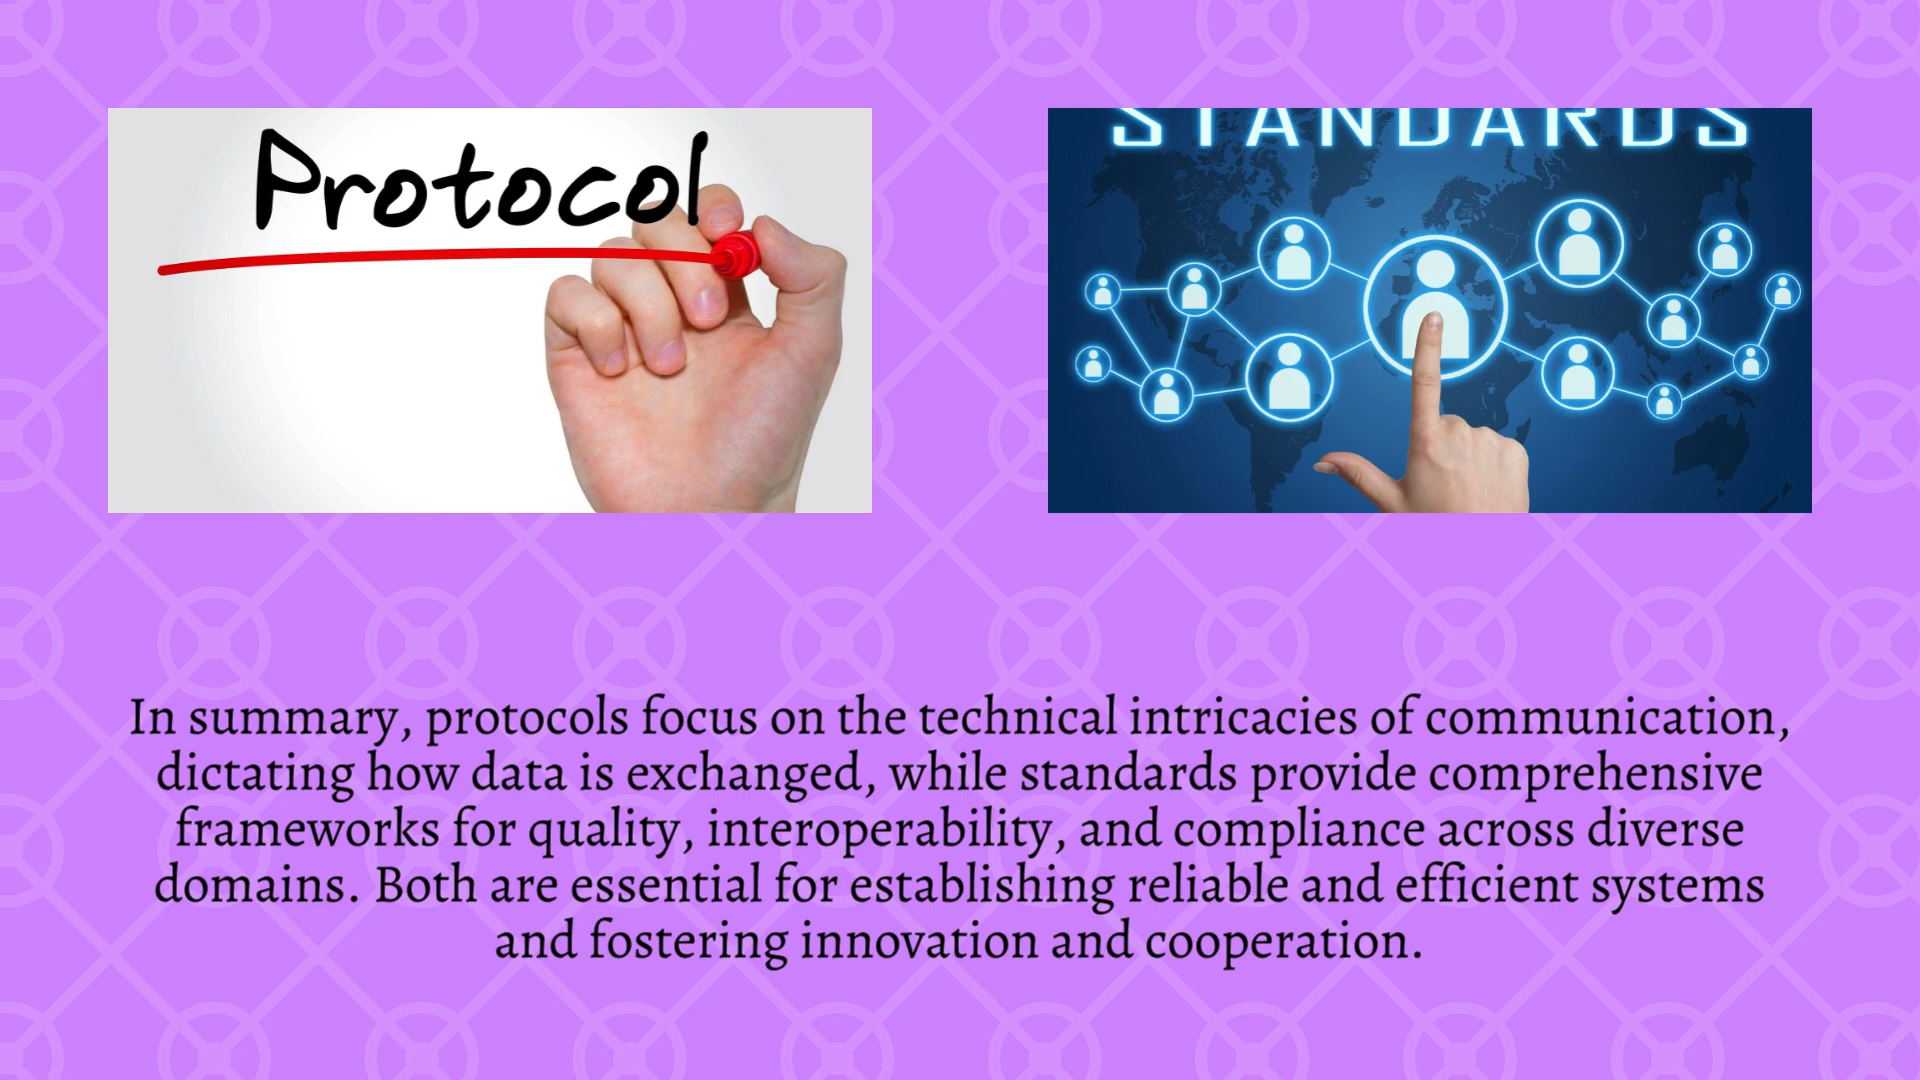 Protocol
STANDARDS
In summary, protocols focus on the technical intricacies of communication,
dictating how data is exchanged, while standards provide comprehensive
frameworks for quality, interoperability, and compliance across diverse
domains. Both are essential for establishing reliable and efficient systems
and fostering innovation and cooperation.